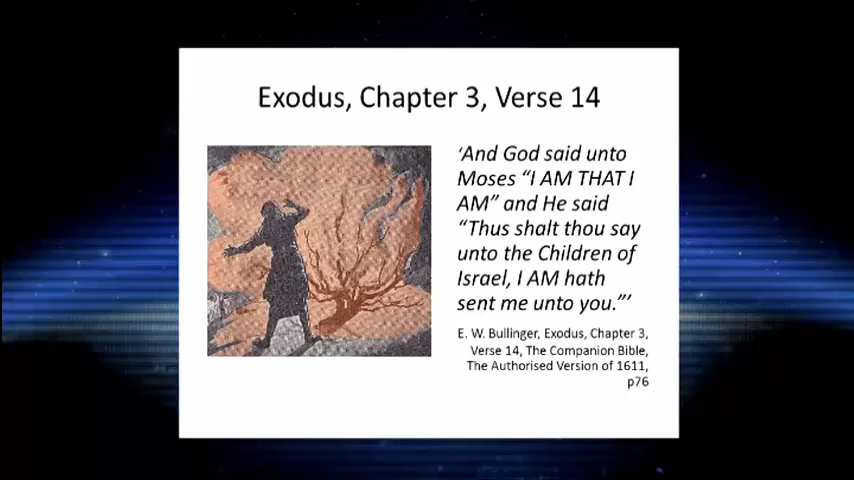 Exodus, Chapter 3, Verse 14
‘And God said unto
Moses “I AM THAT I
AM” and He said
“Thus shalt thou say
unto the Children of
Israel, I AM hath
sent me unto you.”’
E. W. Bullinger, Exodus, Chapter 3,
Verse 14, The Companion Bible,
The Authorised Version of 1611,
p76